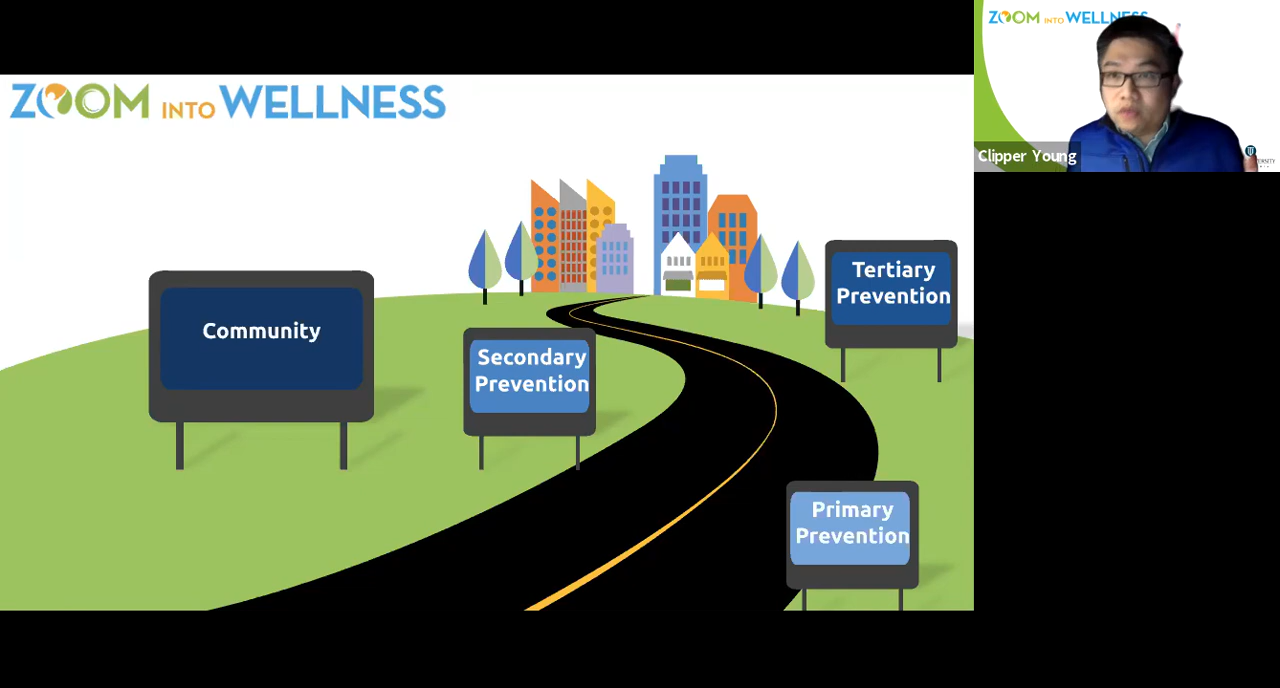 ZOOM INTO WELLNESS
Community
Secondary
Prevention
Tertiary
Prevention
Primary
Prevention
ZOOM INTO WELLNESS
Clipper Young